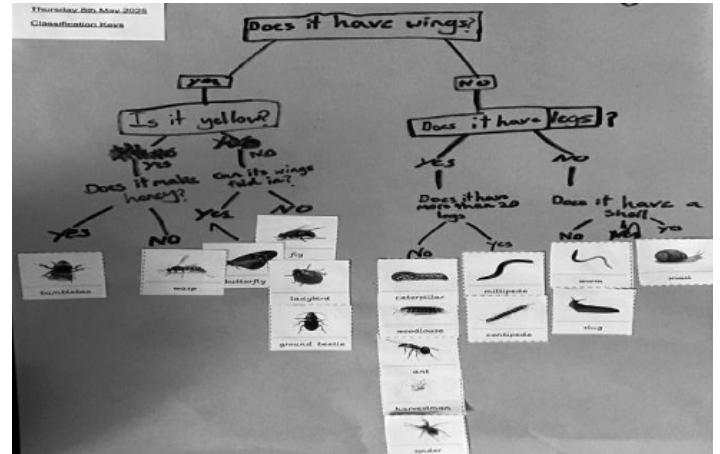 Thursday 8th May 2025
Classification Keys
Does it have wings?
yes
NO
Is it yellow?
Does it have legs?
yes
NO
yes
NO
Does it make
honey?
Can its wings
fold in?
Does it have
more than 20
legs
Does it have a
shell
yes
NO
yes
NO
NO
yes
NO
yes
bumblebee
wasp
butterfly
fly
ladybird
ground beetle
caterpillar
woodlouse
ant
harvestman
spider
millipede
centipede
worm
slug
snail